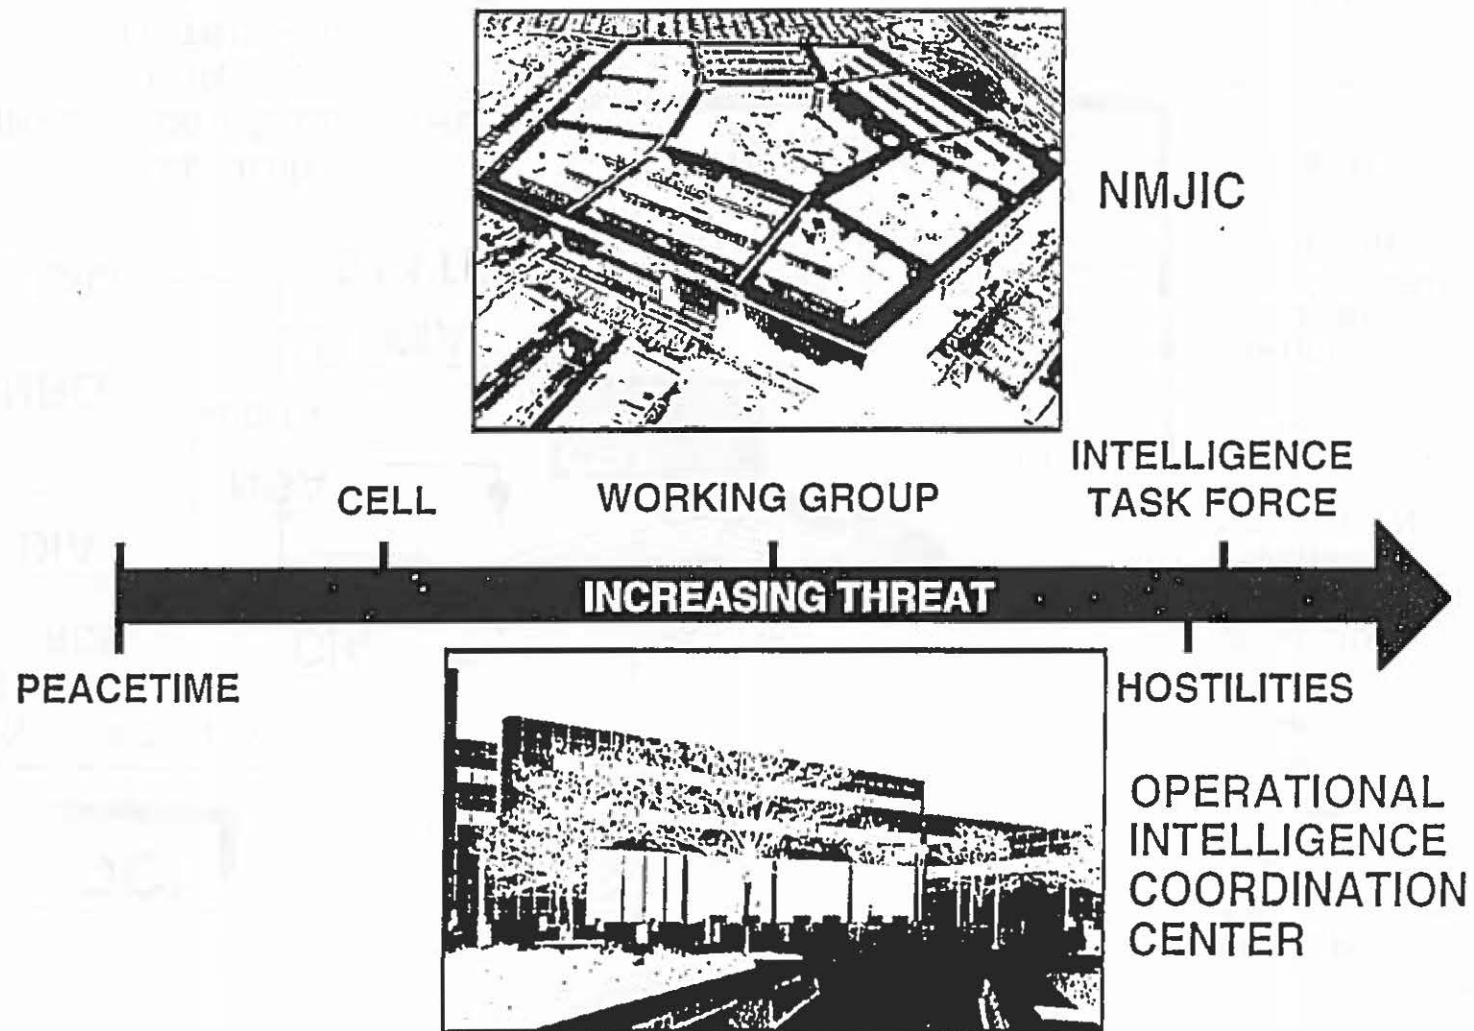 NMJIC
INTELLIGENCE
TASK FORCE
CELL
WORKING GROUP
INCREASING THREAT
PEACETIME
HOSTILITIES
OPERATIONAL
INTELLIGENCE
COORDINATION
CENTER